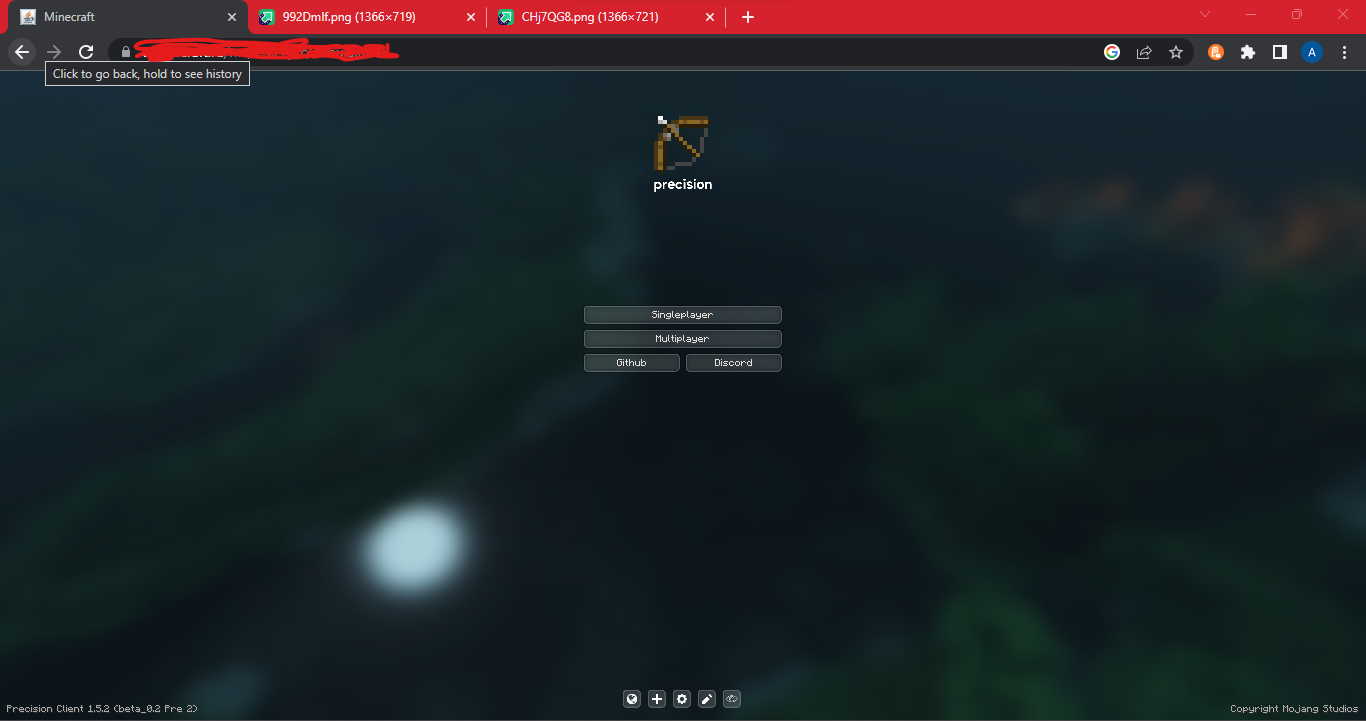 Minecraft
992DmIf.png (1366×719)
CHj7QG8.png (1366×721)
A
Click to go back, hold to see history
precision
Singleplayer
Multiplayer
Github
Discord
Precision Client 1.5.2 (beta_0.2 Pre 2)
Copyright Mojang Studios